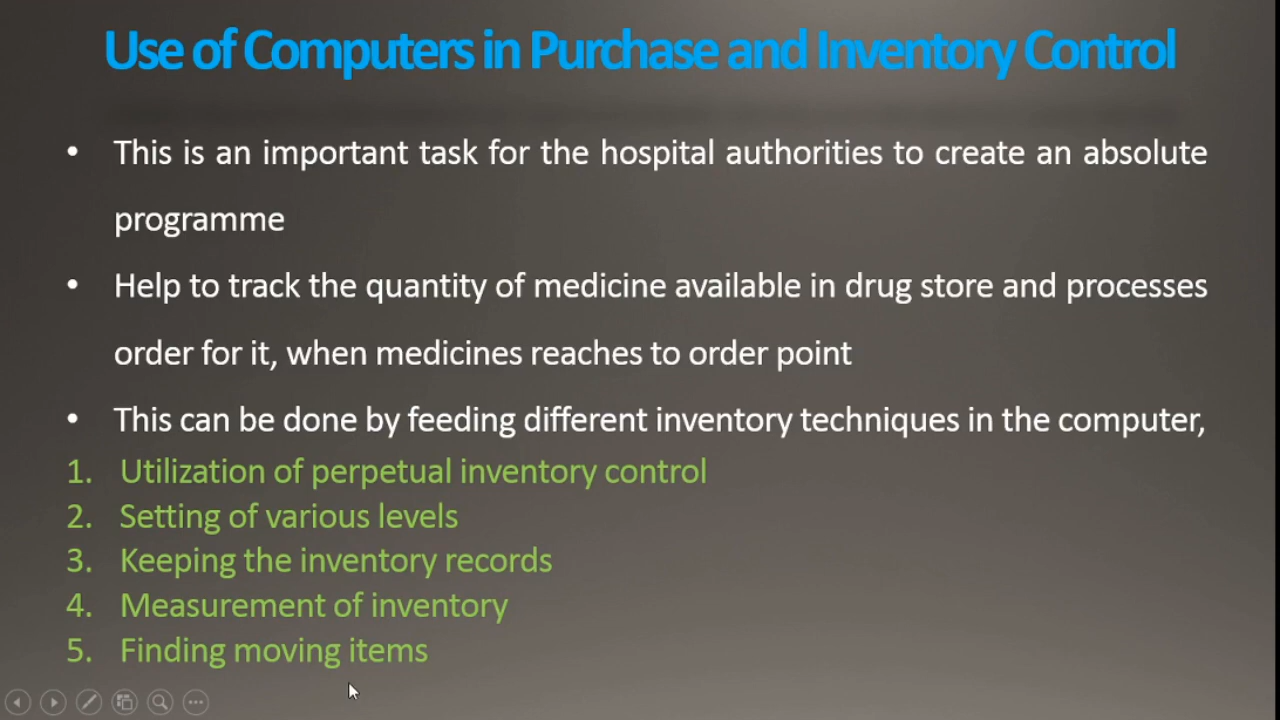 Use of Computers in Purchase and Inventory Control
• This is an important task for the hospital authorities to create an absolute
programme
• Help to track the quantity of medicine available in drug store and processes
order for it, when medicines reaches to order point
• This can be done by feeding different inventory techniques in the computer,
1. Utilization of perpetual inventory control
2. Setting of various levels
3. Keeping the inventory records
4. Measurement of inventory
5. Finding moving items